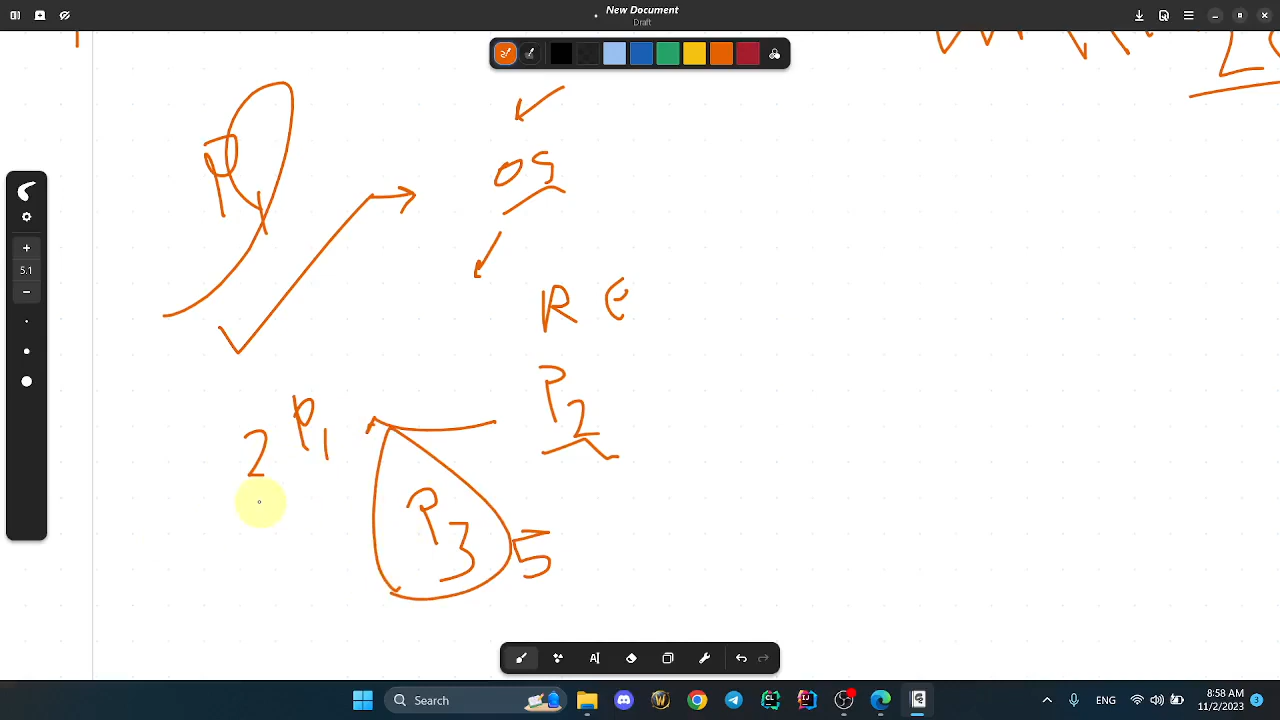 New Document
Draft
P
OS
R E
P2
2 P1
P3 5
5.1
Search
ENG
8:58 AM
11/2/2023
3